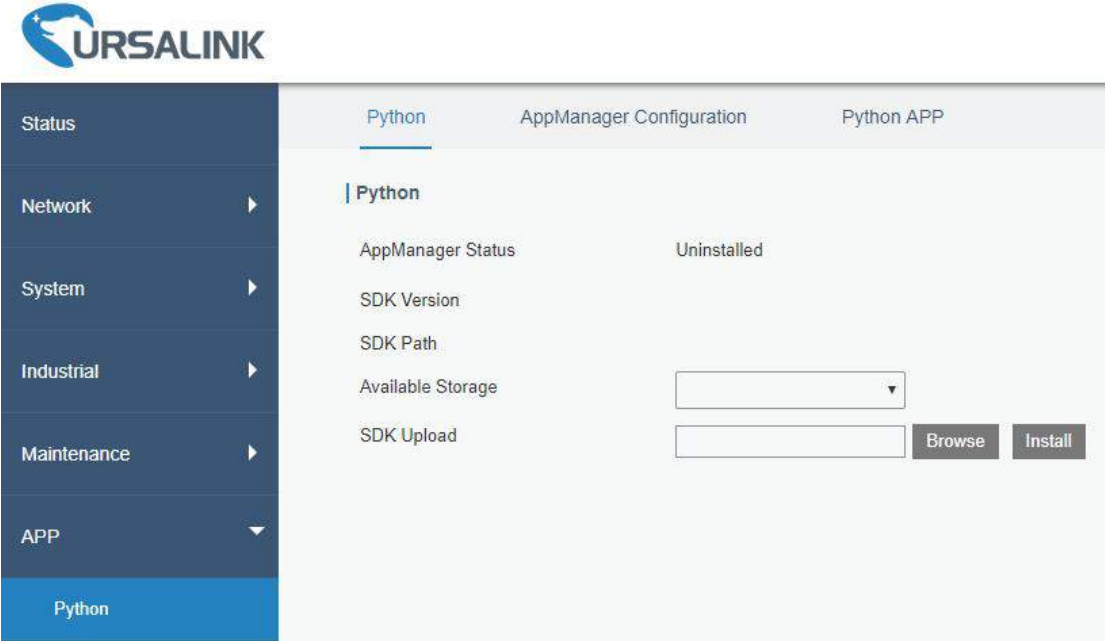 URSALINK
Status
Network
System
Industrial
Maintenance
APP
Python
Python AppManager Configuration Python APP
Python
AppManager Status Uninstalled
SDK Version
SDK Path
Available Storage
SDK Upload Browse Install